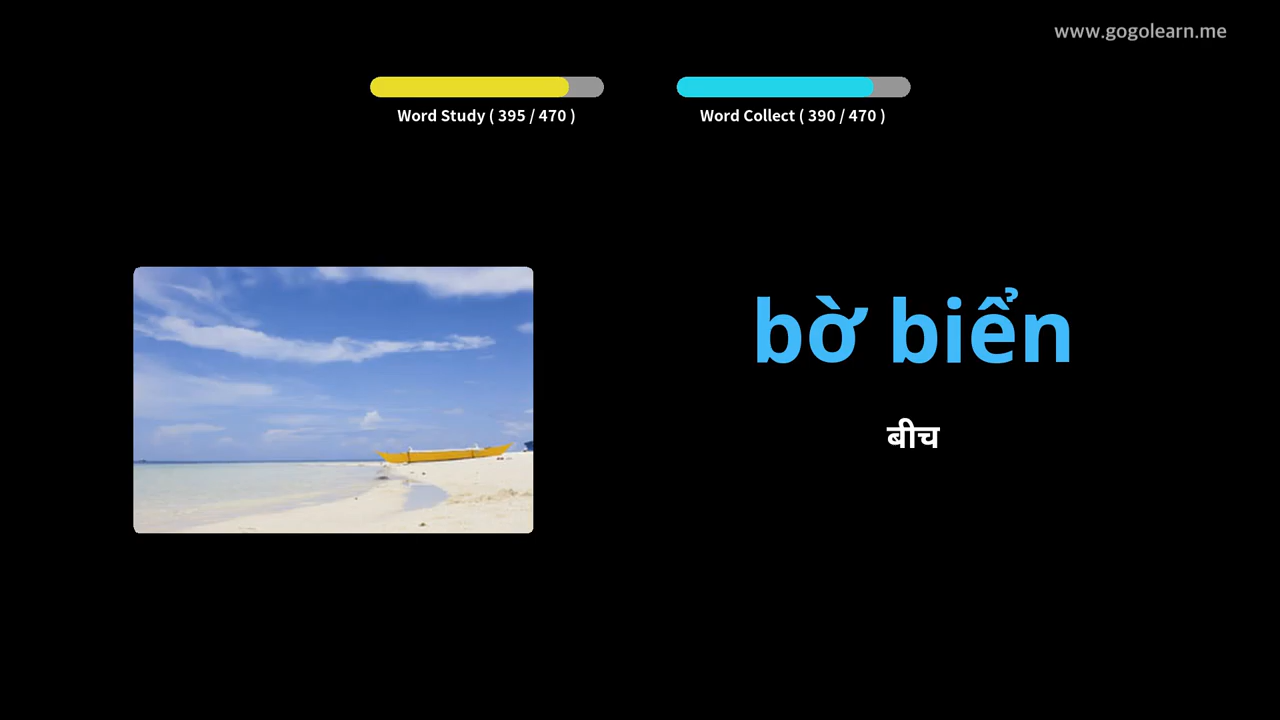 www.gogolearn.me
Word Study ( 395 / 470 )
Word Collect ( 390 / 470 )
bờ biển
बीच